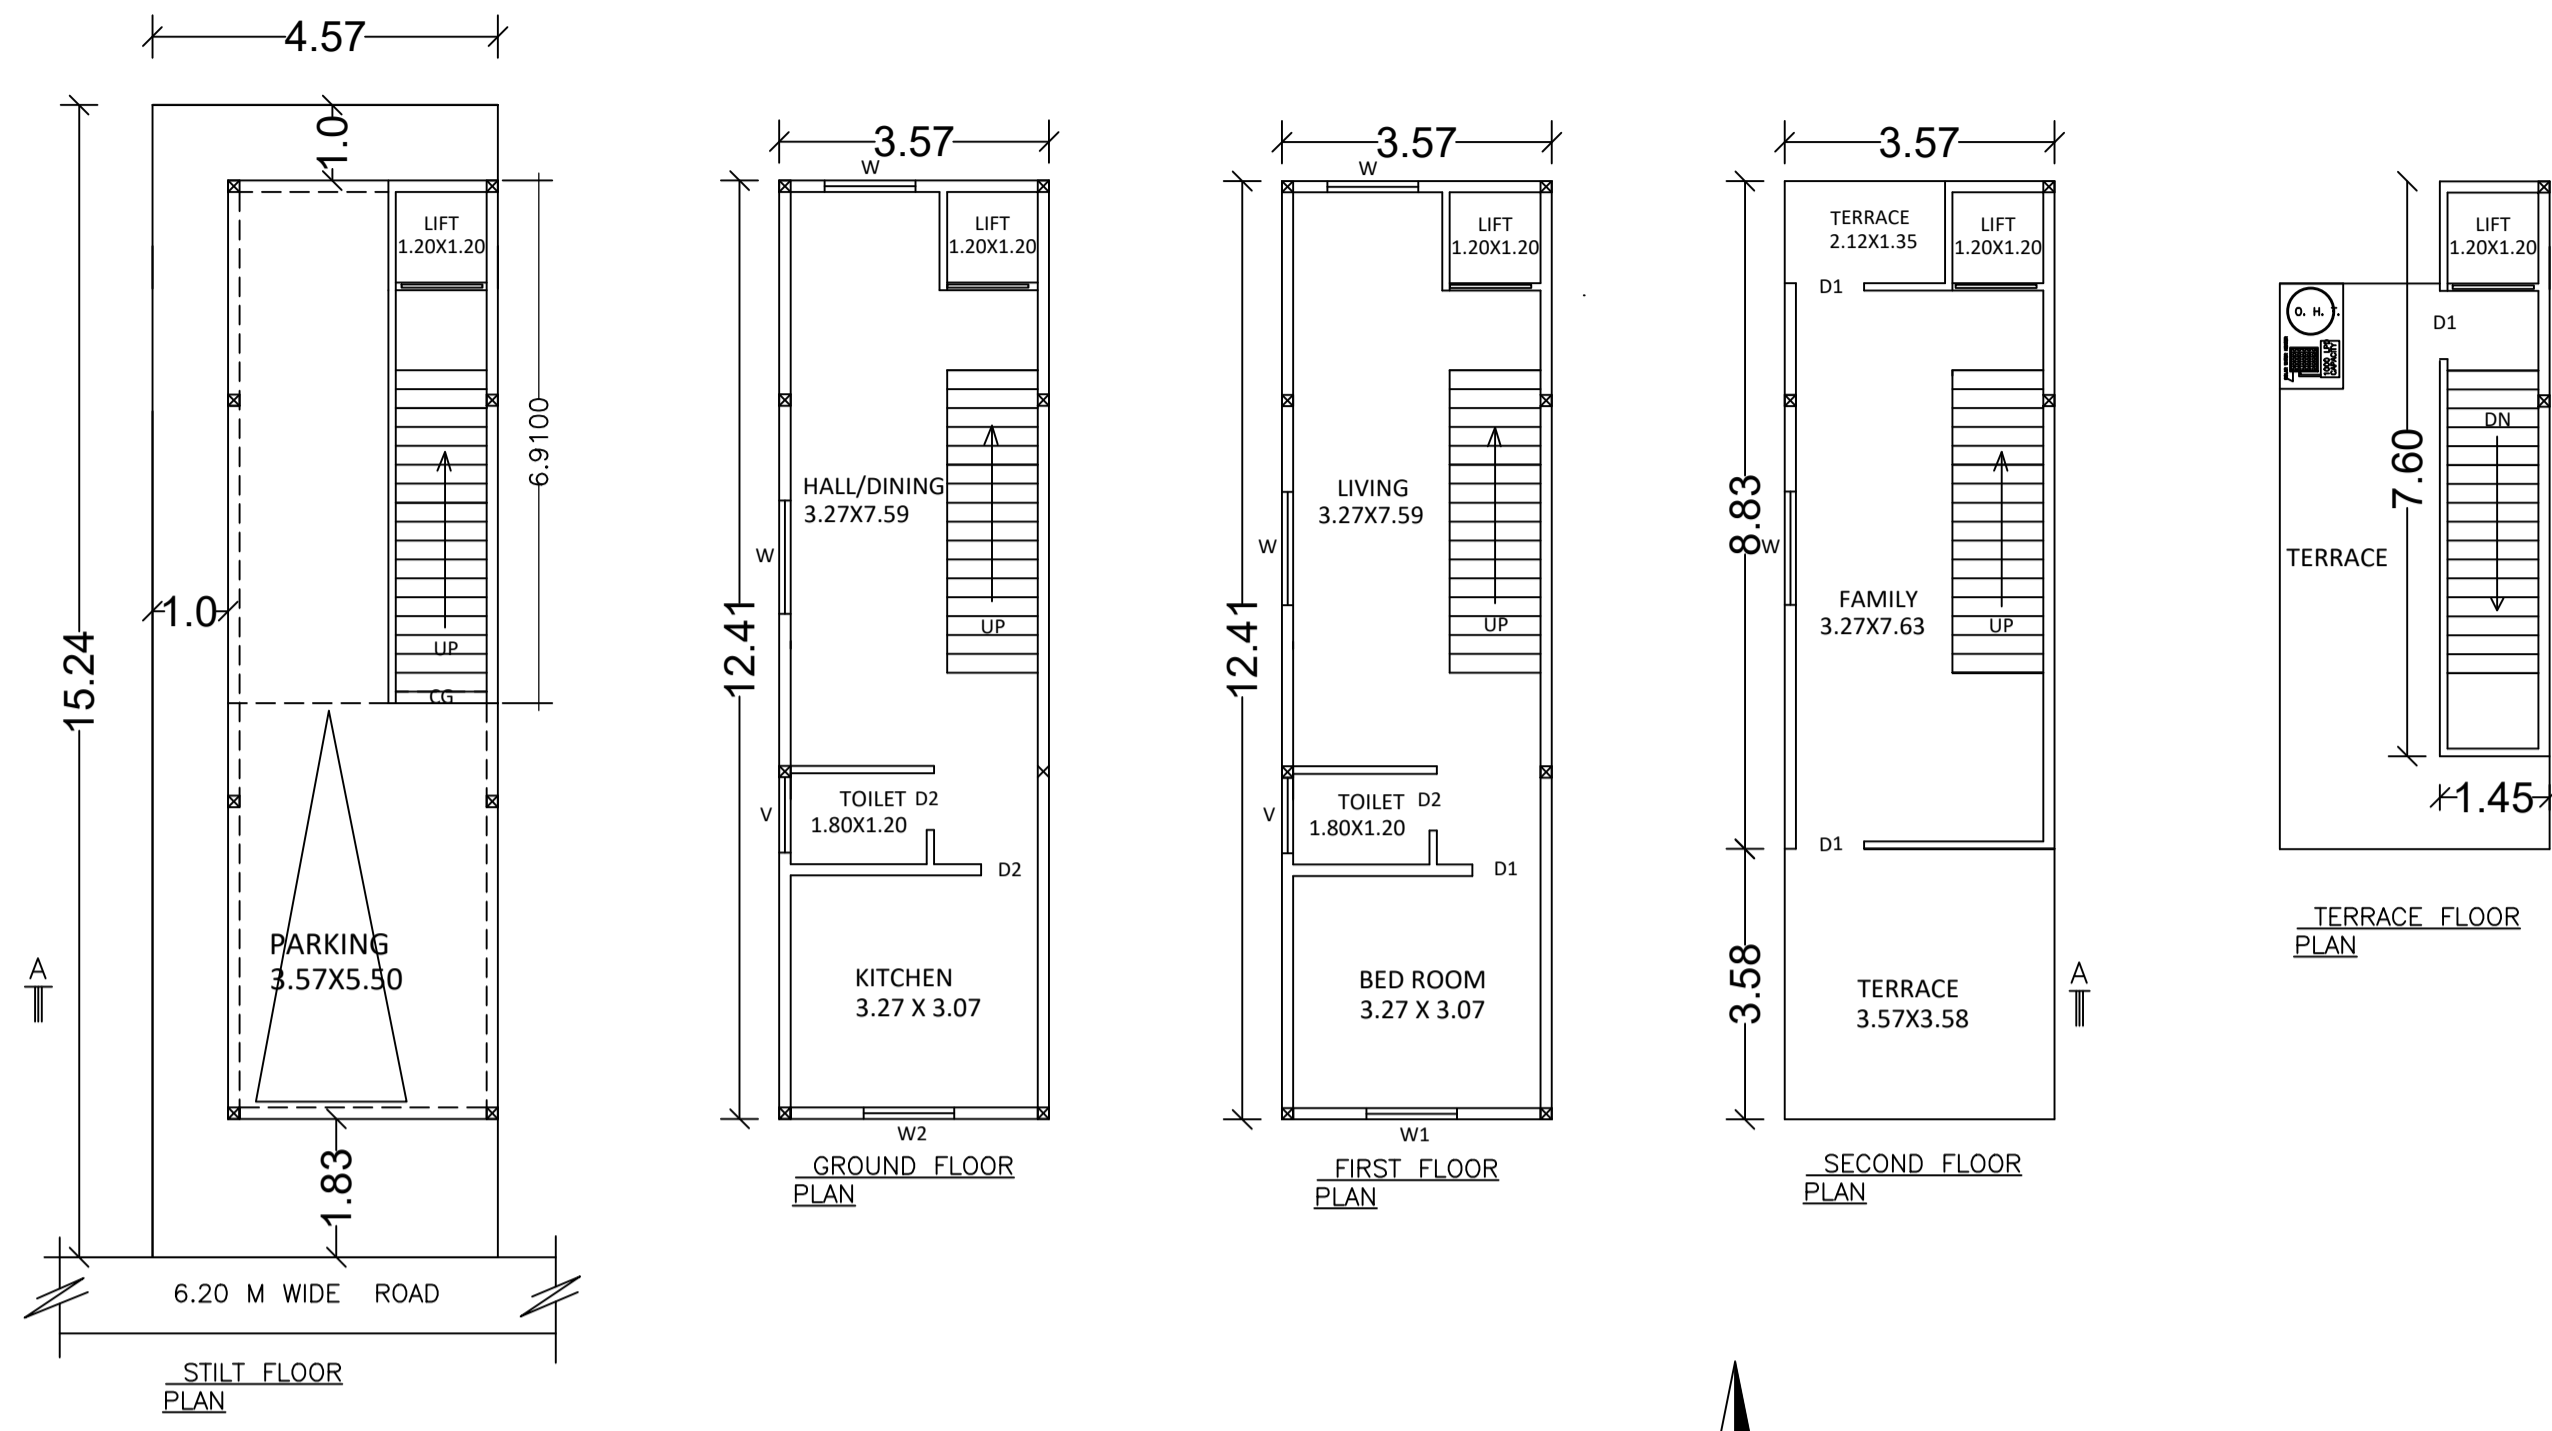 4.57
1.0
15.24
1.0
LIFT
1.20X1.20
6.9100
UP
CG
PARKING
3.57X5.50
A
1.83
6.20 M WIDE ROAD
STILT FLOOR
PLAN
3.57
W
LIFT
1.20X1.20
HALL/DINING
3.27X7.59
W
12.41
UP
TOILET D2
1.80X1.20
V
D2
KITCHEN
3.27 X 3.07
W2
GROUND FLOOR
PLAN
3.57
W
LIFT
1.20X1.20
LIVING
3.27X7.59
W
12.41
UP
TOILET D2
1.80X1.20
V
D1
BED ROOM
3.27 X 3.07
W1
FIRST FLOOR
PLAN
3.57
TERRACE
2.12X1.35
LIFT
1.20X1.20
D1
8.83
W
FAMILY
3.27X7.63
UP
D1
3.58
TERRACE
3.57X3.58
A
SECOND FLOOR
PLAN
LIFT
1.20X1.20
O. H. T.
1000 LPD
CAPACITY
D1
DN
7.60
TERRACE
1.45
TERRACE FLOOR
PLAN